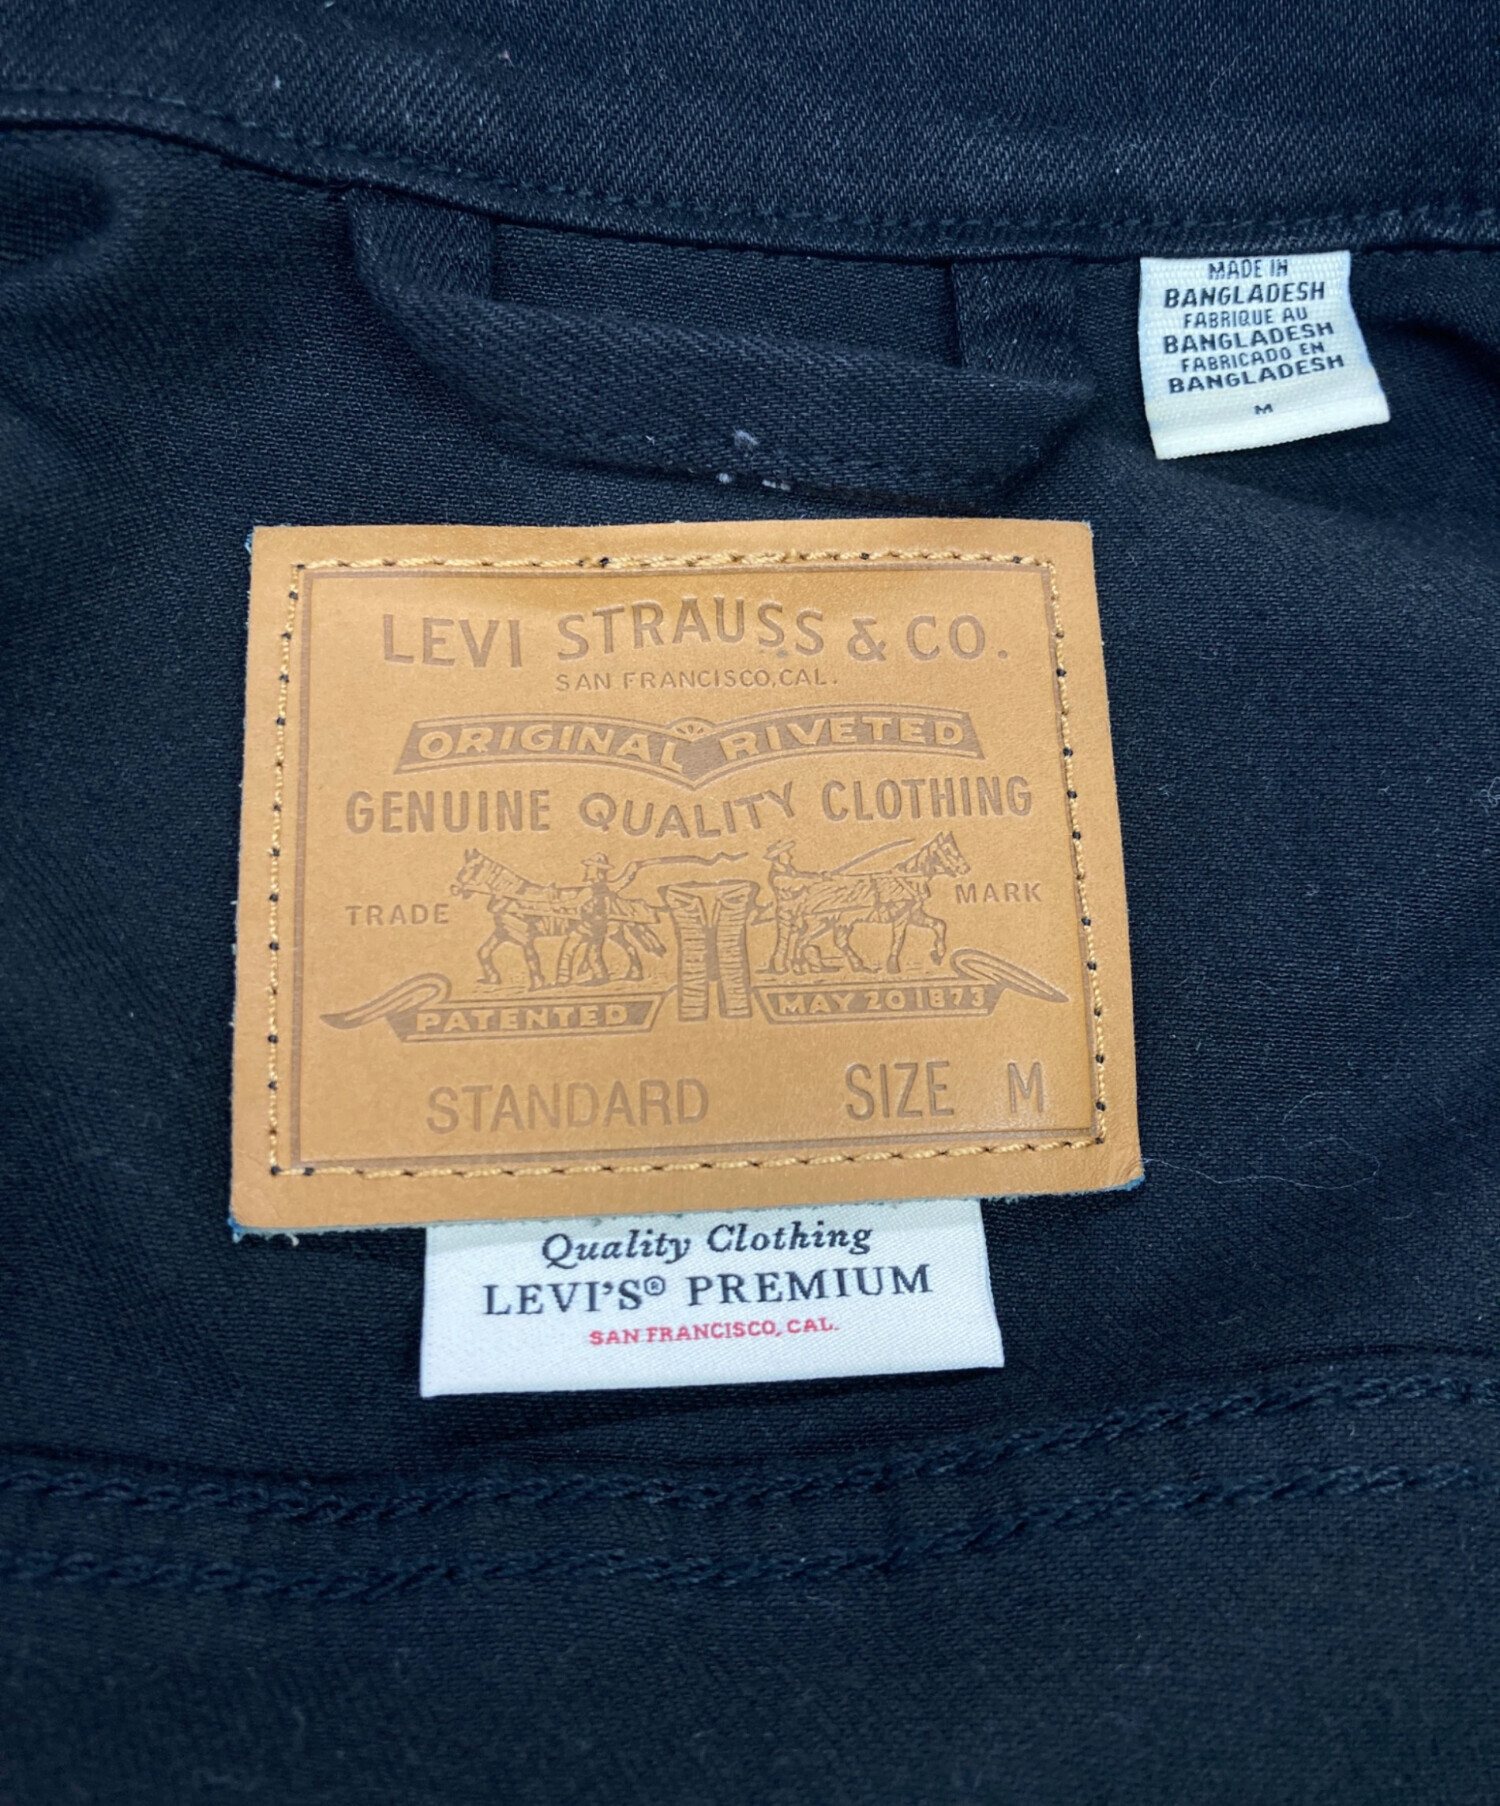 MADE IN
BANGLADESH
FABRIQUE AU
BANGLADESH
FABRICADO EN
BANGLADESH
M
LEVI STRAUSS & CO.
SAN FRANCISCO, CAL.
ORIGINAL RIVETED
GENUINE QUALITY CLOTHING
TRADE MARK
PATENTED MAY 20 1873
STANDARD SIZE M
Quality Clothing
LEVI'S® PREMIUM
SAN FRANCISCO, CAL.